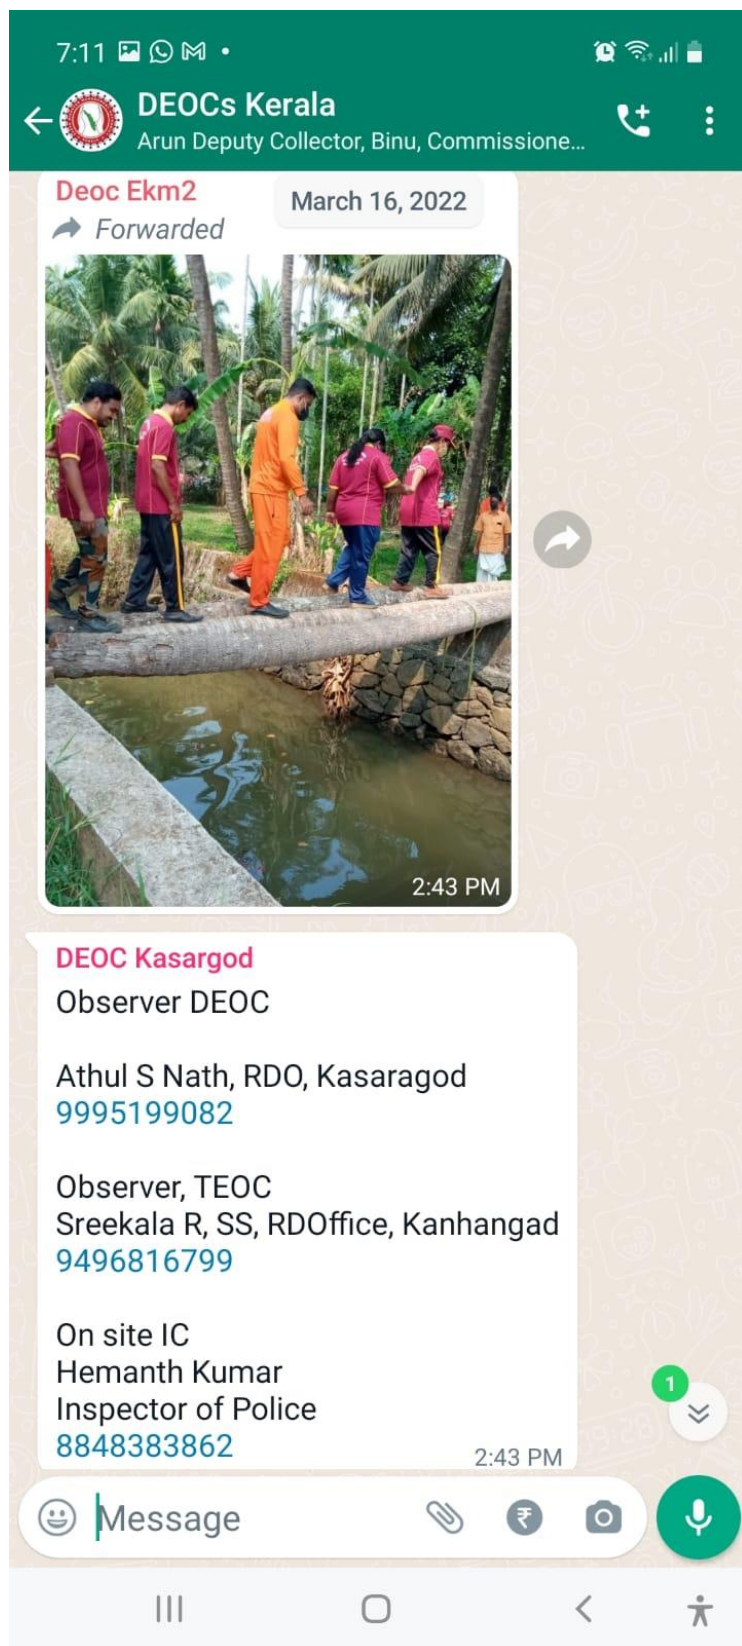 7:11
DEOCs Kerala
Arun Deputy Collector, Binu, Commissione...
Deoc Ekm2
March 16, 2022
Forwarded
2:43 PM
DEOC Kasargod
Observer DEOC
Athul S Nath, RDO, Kasaragod
9995199082
Observer, TEOC
Sreekala R, SS, RDOffice, Kanhangad
9496816799
On site IC
Hemanth Kumar
Inspector of Police
8848383862
2:43 PM
1
Message